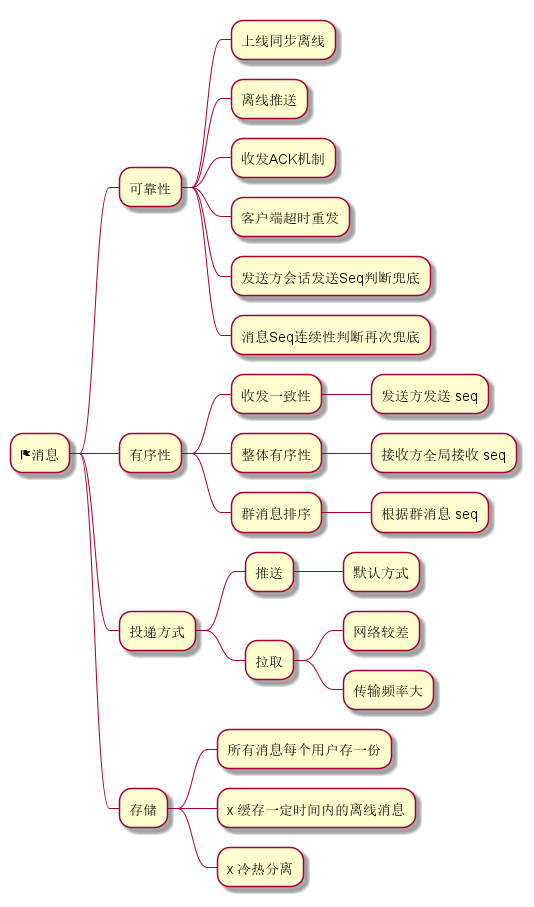 ⚑消息
可靠性
上线同步离线
离线推送
收发ACK机制
客户端超时重发
发送方会话发送Seq判断兜底
消息Seq连续性判断再次兜底
有序性
收发一致性
发送方发送 seq
整体有序性
接收方全局接收 seq
群消息排序
根据群消息 seq
投递方式
推送
默认方式
拉取
网络较差
传输频率大
存储
所有消息每个用户存一份
x 缓存一定时间内的离线消息
x 冷热分离